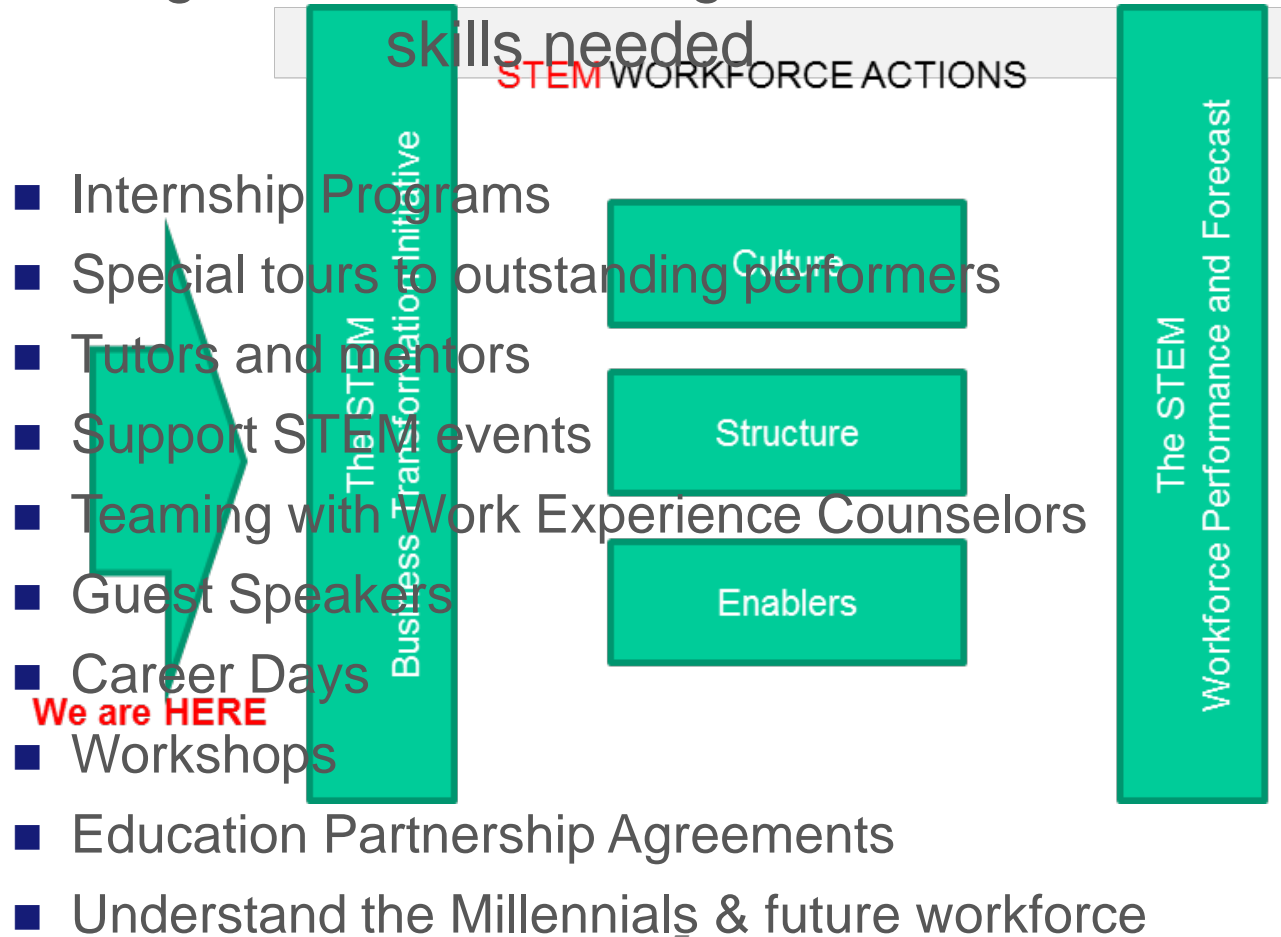 skills needed
STEM WORKFORCE ACTIONS
Internship Programs
Special tours to outstanding performers
Tutors and mentors
Support STEM events
Teaming with Work Experience Counselors
Guest Speakers
Career Days
Workshops
Education Partnership Agreements
Understand the Millennials & future workforce
We are HERE
The STEM
Business Transformation Initiative
Culture
Structure
Enablers
The STEM
Workforce Performance and Forecast